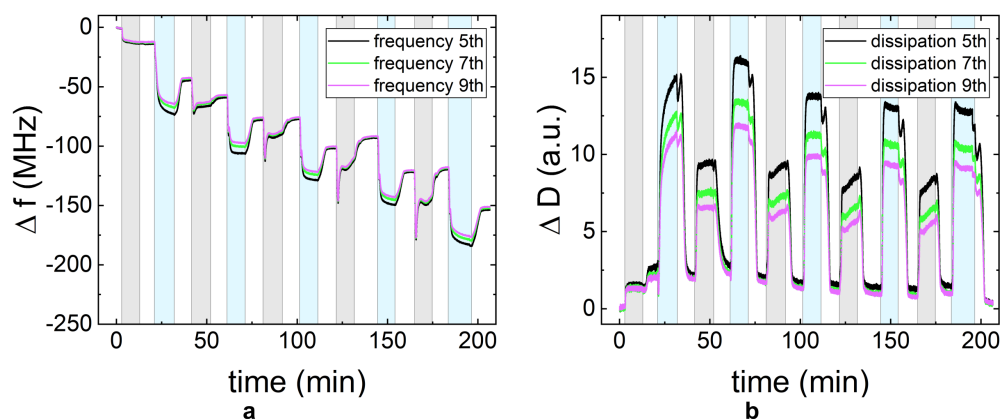 0
-50
-100
-150
-200
-250
Δ f (MHz)
frequency 5th
frequency 7th
frequency 9th
0 50 100 150 200
time (min)
a
15
10
5
0
Δ D (a.u.)
dissipation 5th
dissipation 7th
dissipation 9th
0 50 100 150 200
time (min)
b